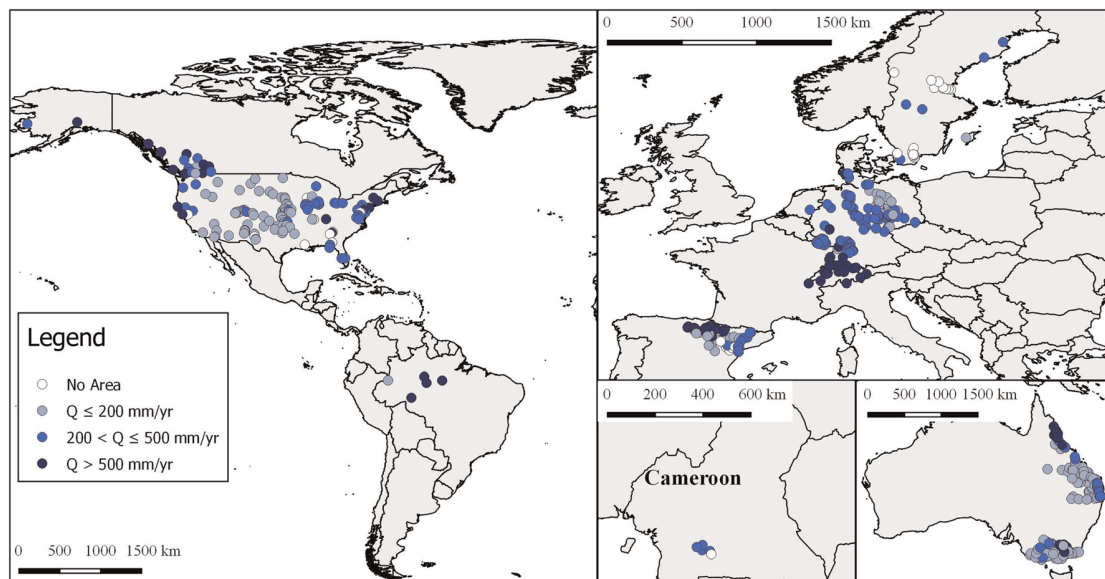 Legend
No Area
Q ≤ 200 mm/yr
200 < Q ≤ 500 mm/yr
Q > 500 mm/yr
0 500 1000 1500 km
0 500 1000 1500 km
0 200 400 600 km
Cameroon
0 500 1000 1500 km